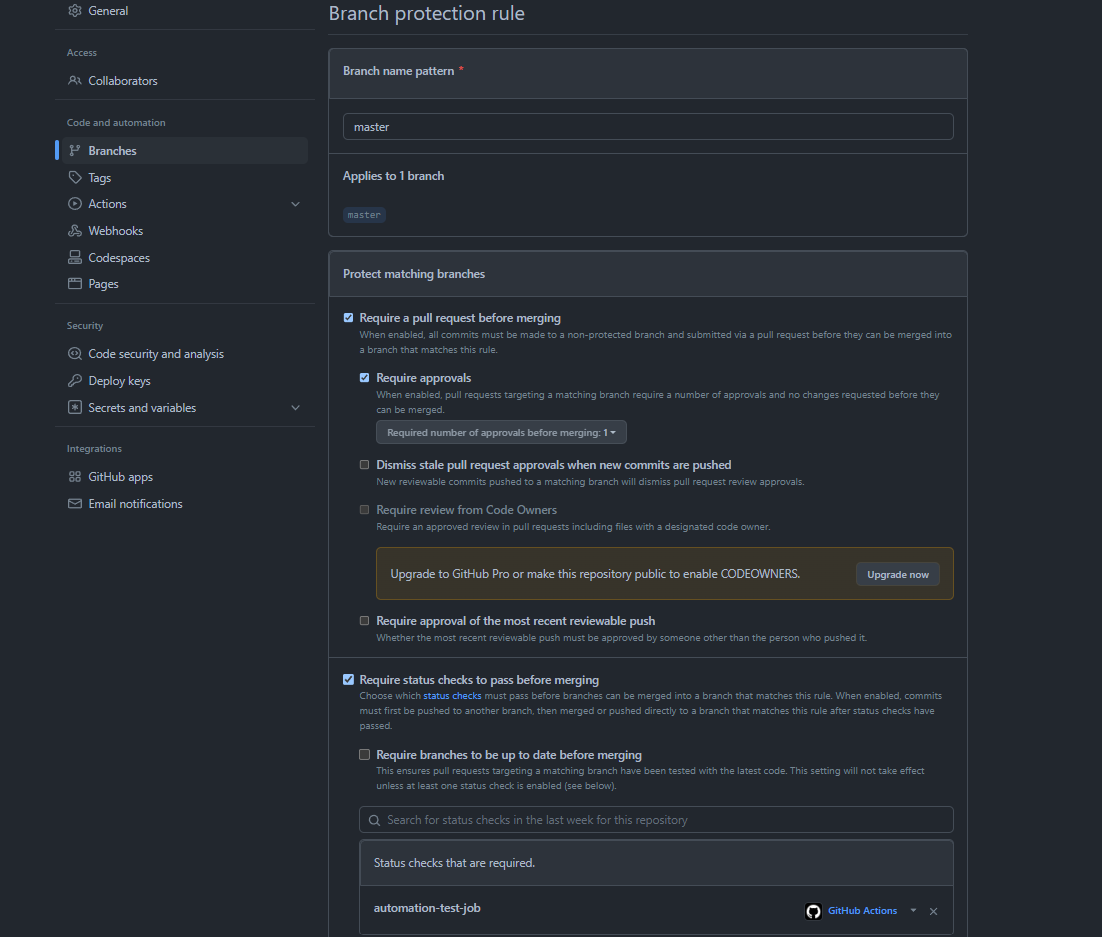 General
Access
Collaborators
Code and automation
Branches
Tags
Actions
Webhooks
Codespaces
Pages
Security
Code security and analysis
Deploy keys
Secrets and variables
Integrations
GitHub apps
Email notifications
Branch protection rule
Branch name pattern *
master
Applies to 1 branch
master
Protect matching branches
Require a pull request before merging
When enabled, all commits must be made to a non-protected branch and submitted via a pull request before they can be merged into
a branch that matches this rule.
Require approvals
When enabled, pull requests targeting a matching branch require a number of approvals and no changes requested before they
can be merged.
Required number of approvals before merging: 1
Dismiss stale pull request approvals when new commits are pushed
New reviewable commits pushed to a matching branch will dismiss pull request review approvals.
Require review from Code Owners
Require an approved review in pull requests including files with a designated code owner.
Upgrade to GitHub Pro or make this repository public to enable CODEOWNERS.
Upgrade now
Require approval of the most recent reviewable push
Whether the most recent reviewable push must be approved by someone other than the person who pushed it.
Require status checks to pass before merging
Choose which status checks must pass before branches can be merged into a branch that matches this rule. When enabled, commits
must first be pushed to another branch, then merged or pushed directly to a branch that matches this rule after status checks have
passed.
Require branches to be up to date before merging
This ensures pull requests targeting a matching branch have been tested with the latest code. This setting will not take effect
unless at least one status check is enabled (see below).
Search for status checks in the last week for this repository
Status checks that are required.
automation-test-job
GitHub Actions